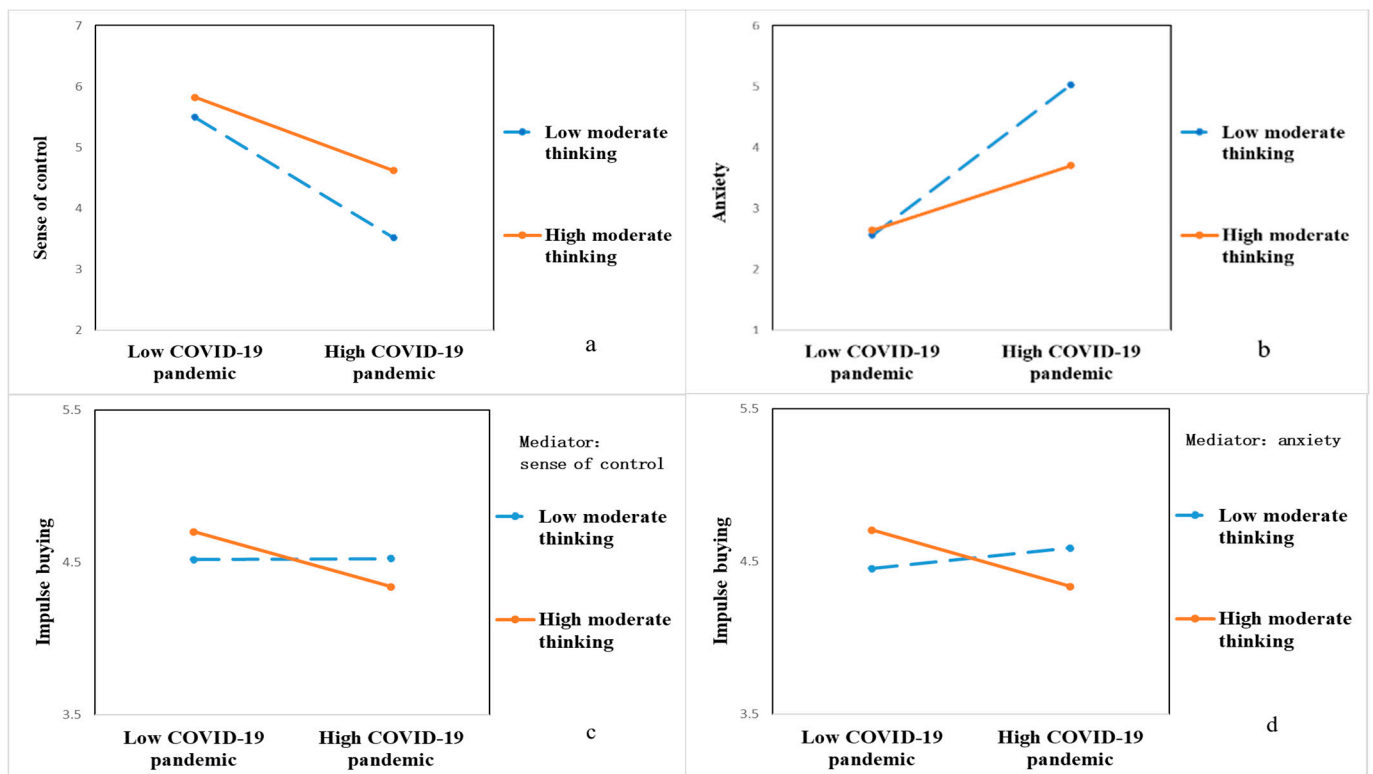 7
6
5
4
3
2
Sense of control
Low COVID-19
pandemic
High COVID-19
pandemic
Low moderate
thinking
High moderate
thinking
a
6
5
4
3
2
1
Anxiety
Low COVID-19
pandemic
High COVID-19
pandemic
Low moderate
thinking
High moderate
thinking
b
5.5
4.5
3.5
Impulse buying
Low COVID-19
pandemic
High COVID-19
pandemic
Mediator:
sense of control
Low moderate
thinking
High moderate
thinking
c
5.5
4.5
3.5
Impulse buying
Low COVID-19
pandemic
High COVID-19
pandemic
Mediator: anxiety
Low moderate
thinking
High moderate
thinking
d